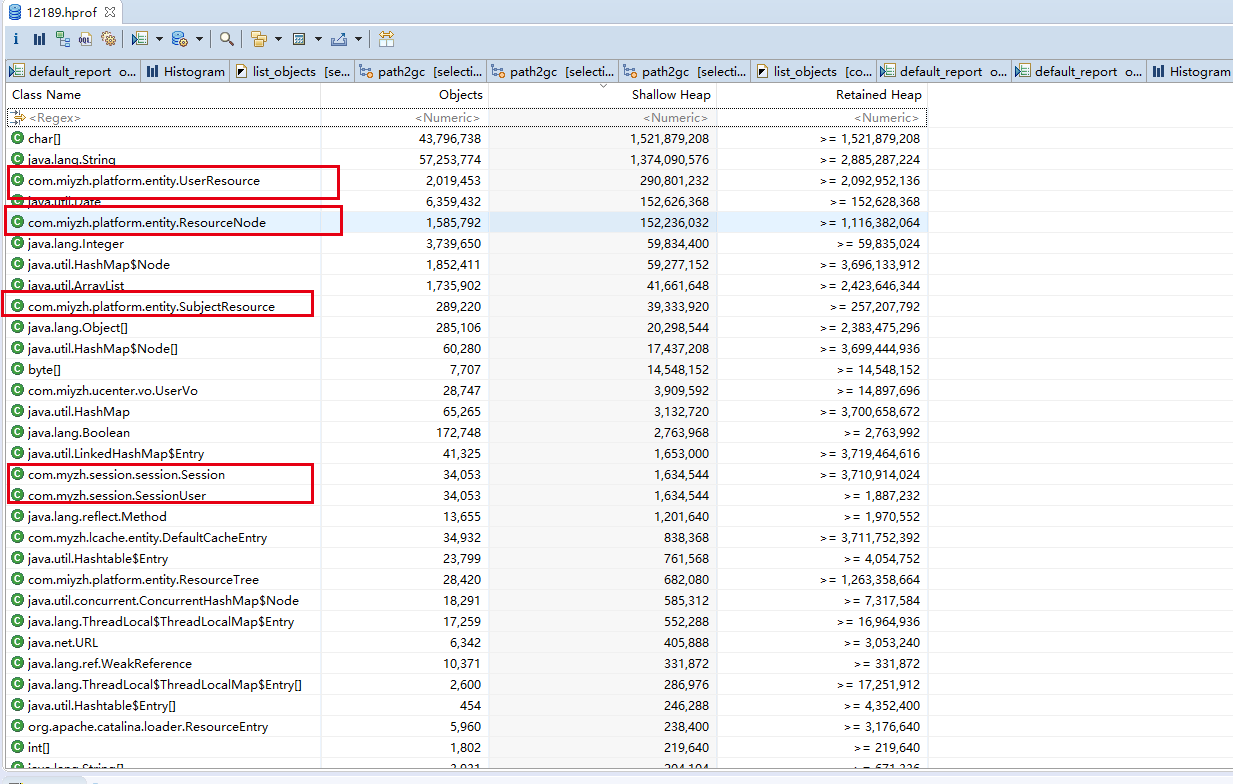 12189.hprof
i OQL
default_report o... Histogram list_objects [se... path2gc [selecti... path2gc [selecti... path2gc [selecti... list_objects [co... default_report o... default_report o... Histogram
Class Name Objects Shallow Heap Retained Heap
<Regex> <Numeric> <Numeric> <Numeric>
char[] 43,796,738 1,521,879,208 >= 1,521,879,208
java.lang.String 57,253,774 1,374,090,576 >= 2,885,287,224
com.miyzh.platform.entity.UserResource 2,019,453 290,801,232 >= 2,092,952,136
java.util.Date 6,359,432 152,626,368 >= 152,628,368
com.miyzh.platform.entity.ResourceNode 1,585,792 152,236,032 >= 1,116,382,064
java.lang.Integer 3,739,650 59,834,400 >= 59,835,024
java.util.HashMap$Node 1,852,411 59,277,152 >= 3,696,133,912
java.util.ArrayList 1,735,902 41,661,648 >= 2,423,646,344
com.miyzh.platform.entity.SubjectResource 289,220 39,333,920 >= 257,207,792
java.lang.Object[] 285,106 20,298,544 >= 2,383,475,296
java.util.HashMap$Node[] 60,280 17,437,208 >= 3,699,444,936
byte[] 7,707 14,548,152 >= 14,548,152
com.miyzh.ucenter.vo.UserVo 28,747 3,909,592 >= 14,897,696
java.util.HashMap 65,265 3,132,720 >= 3,700,658,672
java.lang.Boolean 172,748 2,763,968 >= 2,763,992
java.util.LinkedHashMap$Entry 41,325 1,653,000 >= 3,719,464,616
com.myzh.session.session.Session 34,053 1,634,544 >= 3,710,914,024
com.myzh.session.SessionUser 34,053 1,634,544 >= 1,887,232
java.lang.reflect.Method 13,655 1,201,640 >= 1,970,552
com.myzh.lcache.entity.DefaultCacheEntry 34,932 838,368 >= 3,711,752,392
java.util.Hashtable$Entry 23,799 761,568 >= 4,054,752
com.miyzh.platform.entity.ResourceTree 28,420 682,080 >= 1,263,358,664
java.util.concurrent.ConcurrentHashMap$Node 18,291 585,312 >= 7,317,584
java.lang.ThreadLocal$ThreadLocalMap$Entry 17,259 552,288 >= 16,964,936
java.net.URL 6,342 405,888 >= 3,053,240
java.lang.ref.WeakReference 10,371 331,872 >= 331,872
java.lang.ThreadLocal$ThreadLocalMap$Entry[] 2,600 286,976 >= 17,251,912
java.util.Hashtable$Entry[] 454 246,288 >= 4,352,400
org.apache.catalina.loader.ResourceEntry 5,960 238,400 >= 3,176,640
int[] 1,802 219,640 >= 219,640
java.lang.String[]